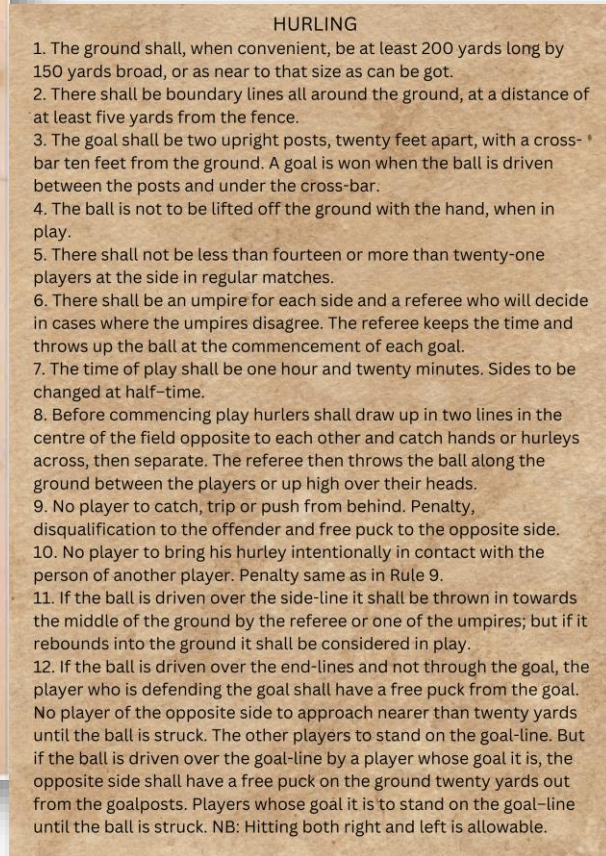 HURLING
1. The ground shall, when convenient, be at least 200 yards long by
150 yards broad, or as near to that size as can be got.
2. There shall be boundary lines all around the ground, at a distance of
at least five yards from the fence.
3. The goal shall be two upright posts, twenty feet apart, with a cross-
bar ten feet from the ground. A goal is won when the ball is driven
between the posts and under the cross-bar.
4. The ball is not to be lifted off the ground with the hand, when in
play.
5. There shall not be less than fourteen or more than twenty-one
players at the side in regular matches.
6. There shall be an umpire for each side and a referee who will decide
in cases where the umpires disagree. The referee keeps the time and
throws up the ball at the commencement of each goal.
7. The time of play shall be one hour and twenty minutes. Sides to be
changed at half–time.
8. Before commencing play hurlers shall draw up in two lines in the
centre of the field opposite to each other and catch hands or hurleys
across, then separate. The referee then throws the ball along the
ground between the players or up high over their heads.
9. No player to catch, trip or push from behind. Penalty,
disqualification to the offender and free puck to the opposite side.
10. No player to bring his hurley intentionally in contact with the
person of another player. Penalty same as in Rule 9.
11. If the ball is driven over the side-line it shall be thrown in towards
the middle of the ground by the referee or one of the umpires; but if it
rebounds into the ground it shall be considered in play.
12. If the ball is driven over the end-lines and not through the goal, the
player who is defending the goal shall have a free puck from the goal.
No player of the opposite side to approach nearer than twenty yards
until the ball is struck. The other players to stand on the goal-line. But
if the ball is driven over the goal-line by a player whose goal it is, the
opposite side shall have a free puck on the ground twenty yards out
from the goalposts. Players whose goal it is to stand on the goal–line
until the ball is struck. NB: Hitting both right and left is allowable.